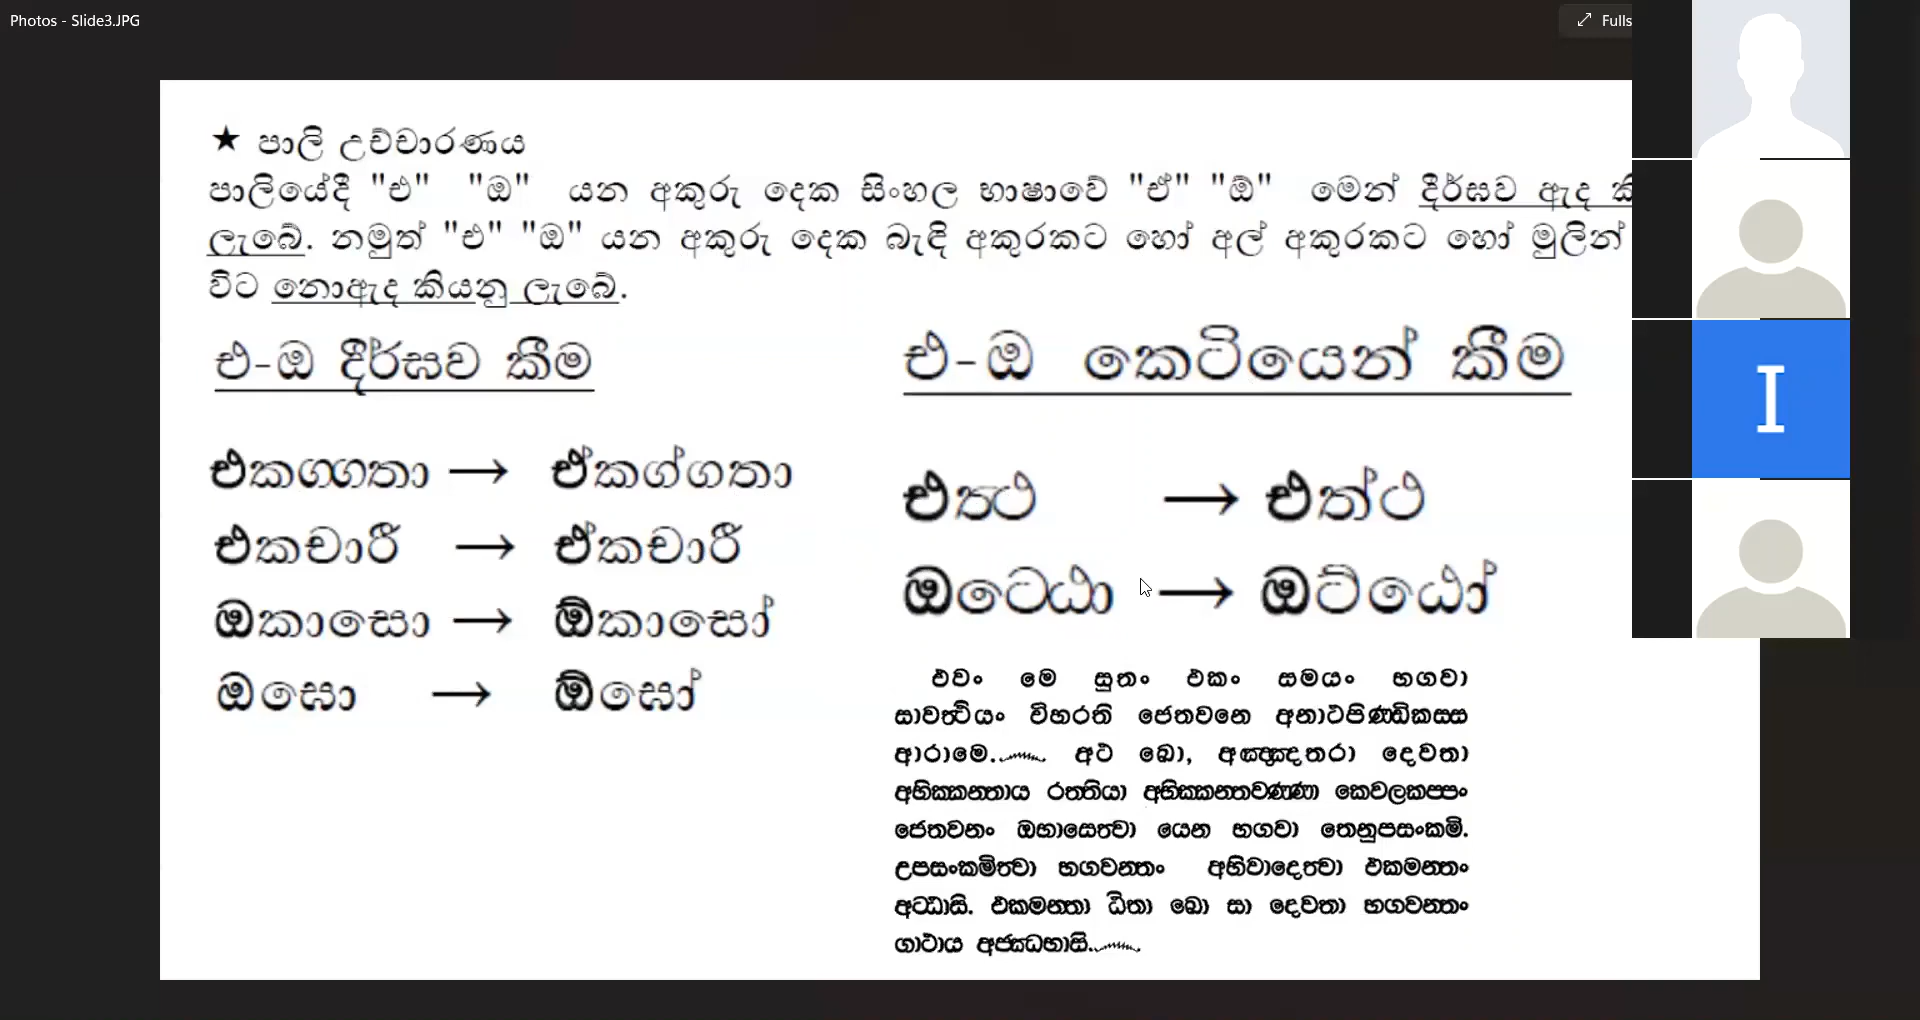 Photos - Slide3.JPG
Fulls
★ පාලි උච්චාරණය
පාලියේදී "එ" "ඔ" යන අකුරු දෙක සිංහල භාෂාවේ "ඒ" "ඕ" මෙන් දීර්ඝව ඇද කි
ලැබේ. නමුත් "එ" "ඔ" යන අකුරු දෙක බැඳි අකුරකට හෝ අල් අකුරකට හෝ මුලින්
විට නොඇද කියනු ලැබේ.
එ-ඔ දීර්ඝව කීම
එකග‍්ගතා → ඒකග්ගතා
එකචාරී → ඒකචාරී
ඔකාසො → ඕකාසෝ
ඔඝො → ඕඝෝ
එ-ඔ කෙටියෙන් කීම
එත්‍ථ → එත්ථ
ඔට‍්ඨො → ඔට්ඨෝ
එවං මෙ සුතං එකං සමයං භගවා
සාවත්‍ථියං විහරති ජෙතවනෙ අනාථපිණ‍්ඩිකස‍්ස
ආරාමෙ. අථ ඛො, අඤ‍්ඤතරා දෙවතා
අභික‍්කන‍්තාය රත‍්තියා අභික‍්කන‍්තවණ‍්ණා කෙවලකප‍්පං
ජෙතවනං ඔභාසෙත්‍වා යෙන භගවා තෙනුපසංකමි.
උපසංකමිත්‍වා භගවන‍්තං අභිවාදෙත්‍වා එකමන‍්තං
අට‍්ඨාසි. එකමන‍්තා ඨිතා ඛො සා දෙවතා භගවන‍්තං
ගාථාය අජ‍්ඣභාසි.
I